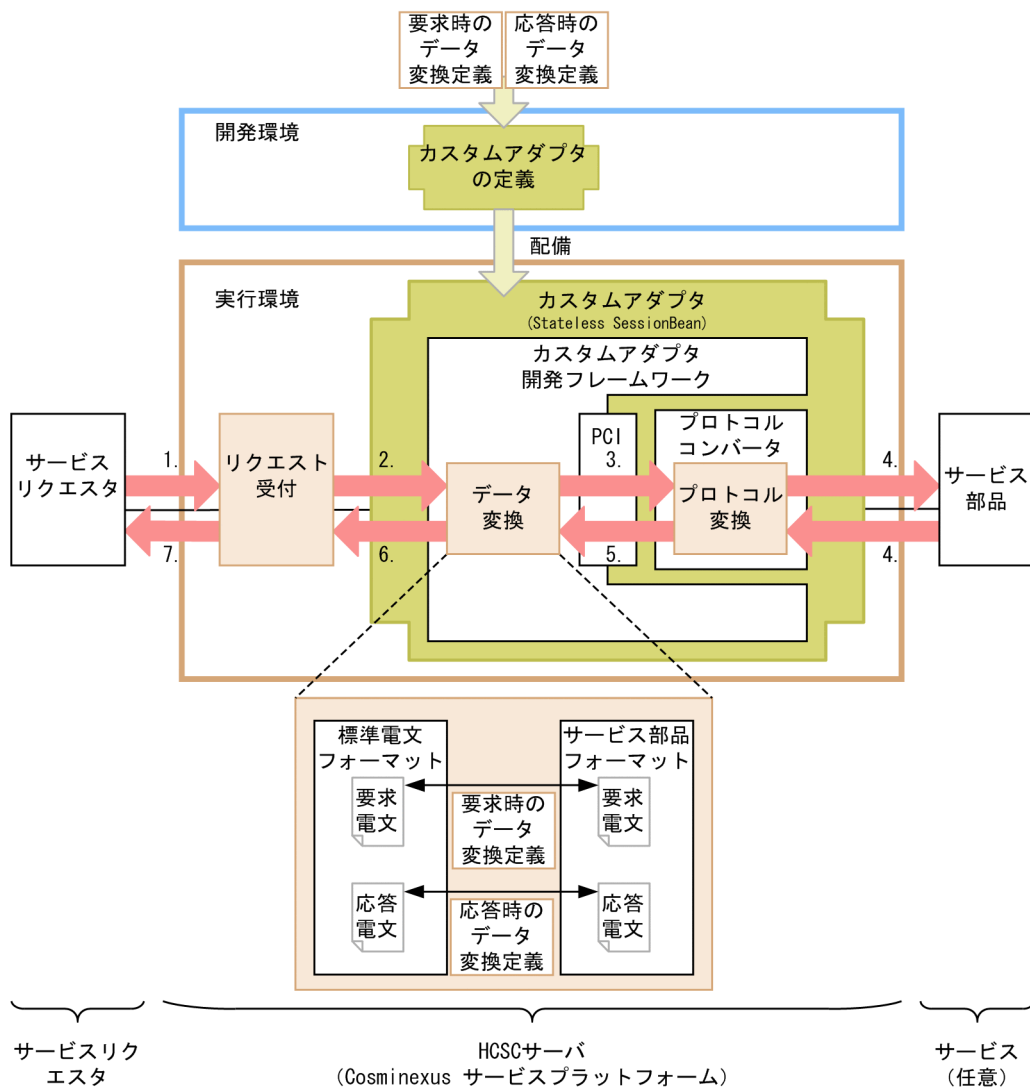 要求時の
データ
変換定義
応答時の
データ
変換定義
開発環境
カスタムアダプタ
の定義
配備
実行環境
カスタムアダプタ
(Stateless SessionBean)
カスタムアダプタ
開発フレームワーク
サービス
リクエスタ
1.
リクエスト
受付
2.
データ
変換
PCI
3.
プロトコル
コンバータ
プロトコル
変換
4.
サービス
部品
7.
6.
5.
4.
標準電文
フォーマット
サービス部品
フォーマット
要求
電文
要求時の
データ
変換定義
要求
電文
応答
電文
応答時の
データ
変換定義
応答
電文
サービスリク
エスタ
HCSCサーバ
(Cosminexus サービスプラットフォーム)
サービス
(任意)